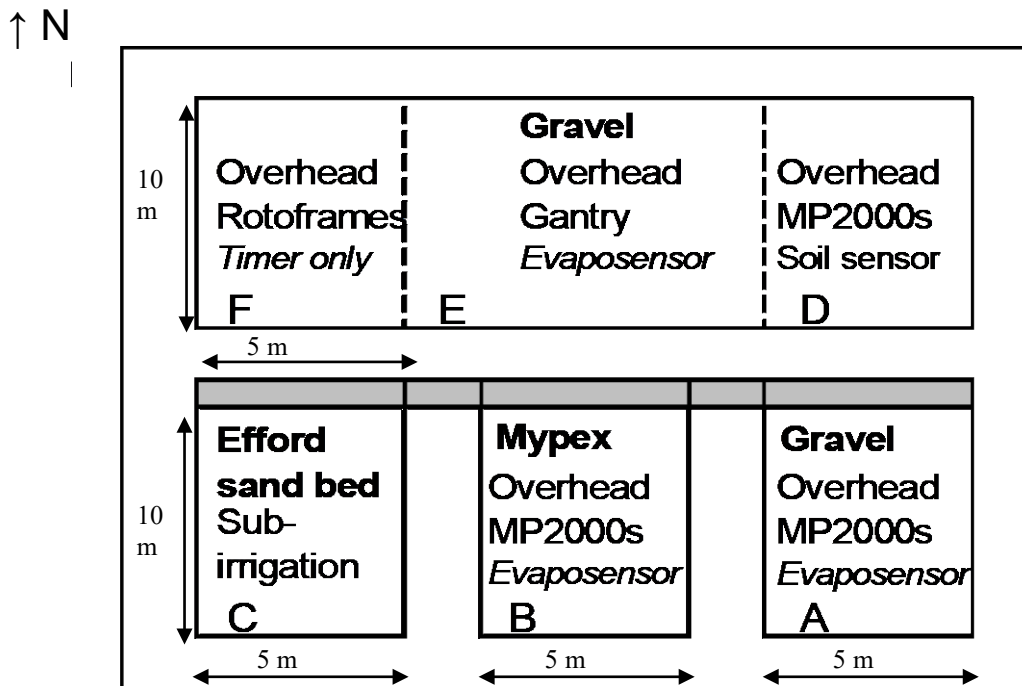 ↑ N
10
m
Overhead
Rotoframes
Timer only
F
Gravel
Overhead
Gantry
Evaposensor
E
Overhead
MP2000s
Soil sensor
D
5 m
10
m
Efford
sand bed
Sub-
irrigation
C
Mypex
Overhead
MP2000s
Evaposensor
B
Gravel
Overhead
MP2000s
Evaposensor
A
5 m
5 m
5 m